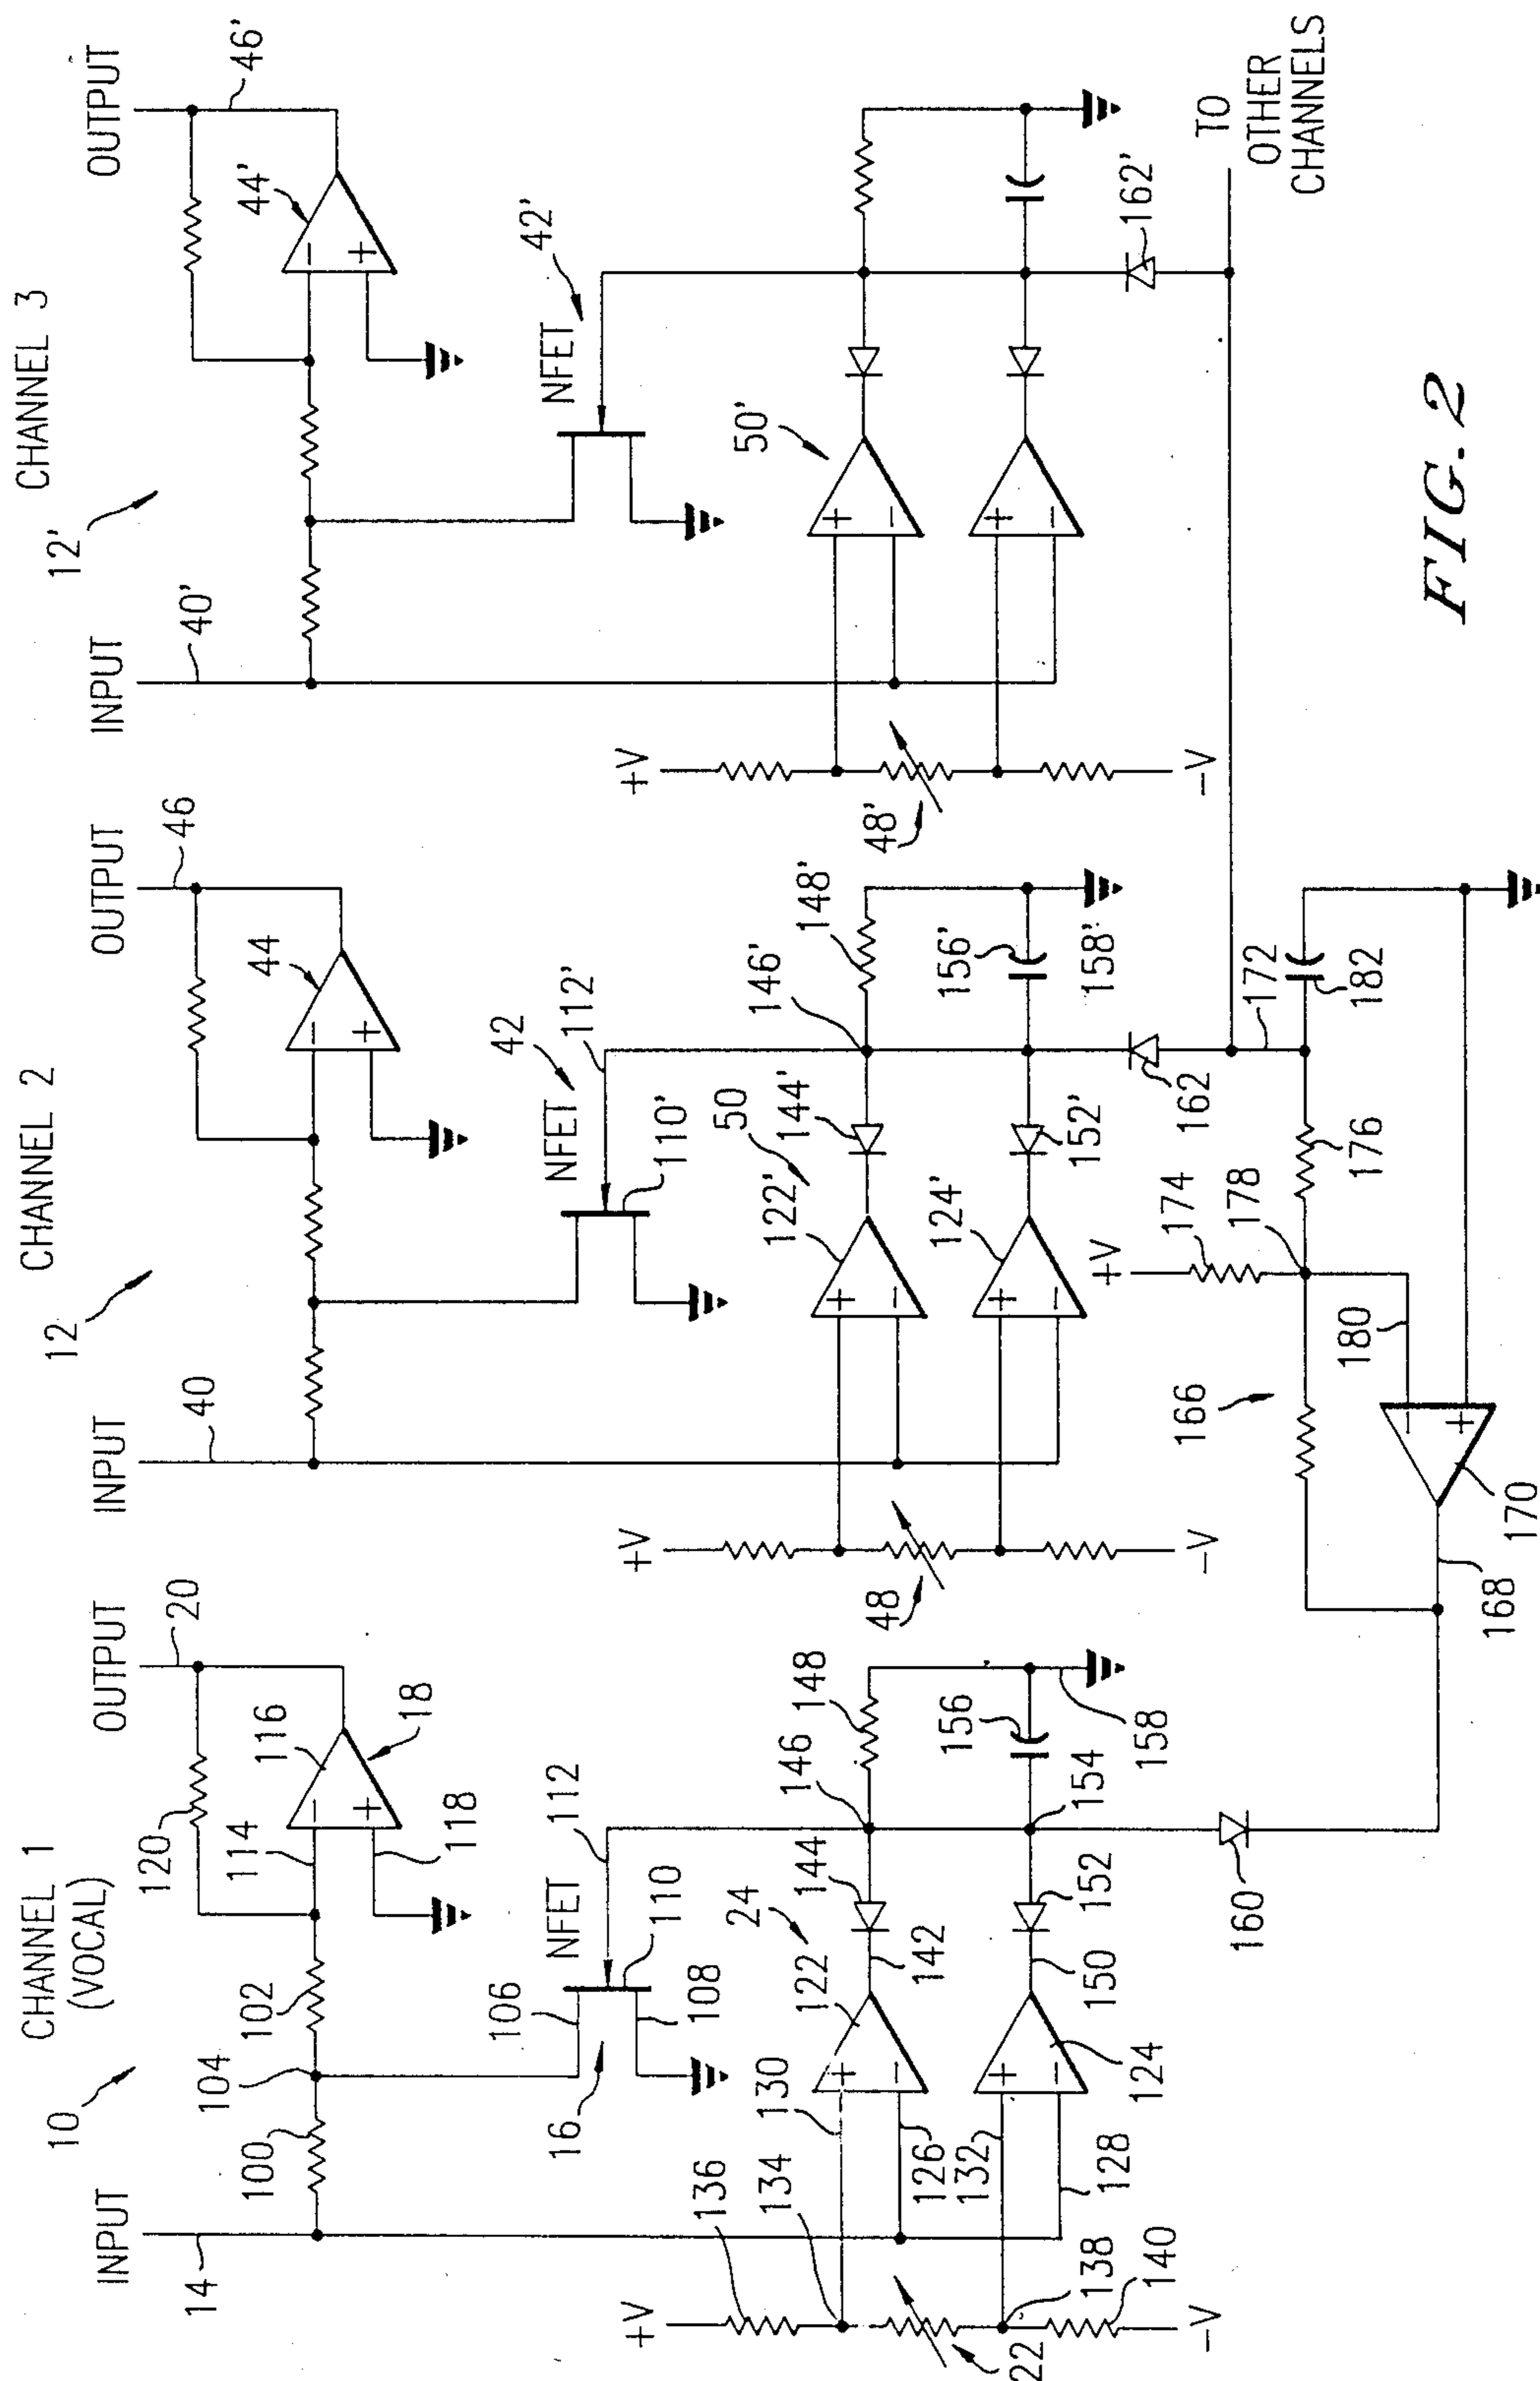 CHANNEL 1
(VOCAL)
CHANNEL 2
CHANNEL 3
INPUT
OUTPUT
INPUT
OUTPUT
INPUT
OUTPUT
10
14
100
104
102
120
114
116
118
18
20
106
108
110
112
16
NFET
+V
136
134
130
126
132
128
138
140
22
-V
122
24
142
144
146
148
124
150
152
154
156
158
160
12
40
44
46
42
NFET
112'
110'
+V
48
-V
122'
50
144'
146'
148'
124'
152'
156'
158'
162
166
+V
174
178
176
172
182
180
168
170
12'
40'
44'
46'
42'
NFET
+V
48'
-V
50'
162'
TO
OTHER
CHANNELS
- + - + - +
+ - + - + -
+ - + - + -
- +
FIG. 2